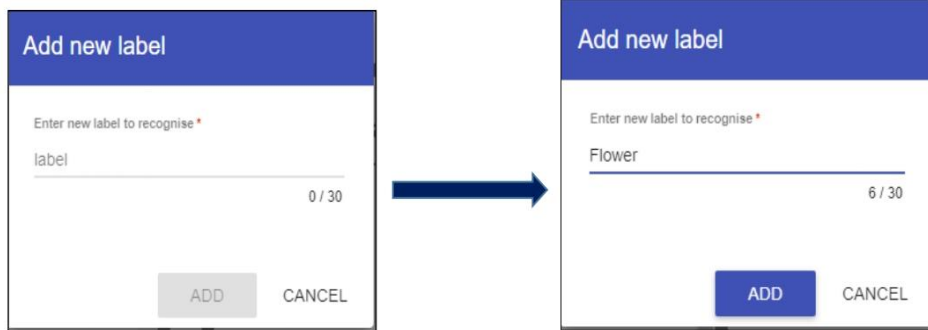 Add new label
Enter new label to recognise *
label
0 / 30
ADD CANCEL
Add new label
Enter new label to recognise *
Flower
6 / 30
ADD CANCEL